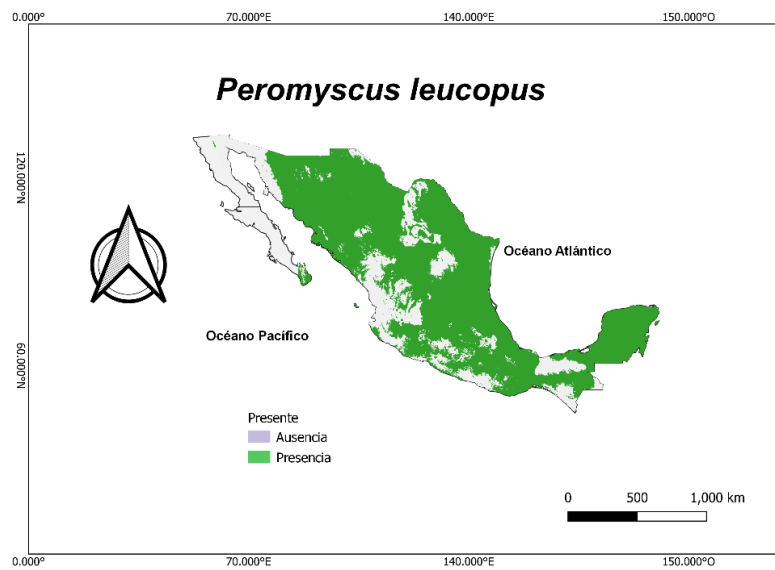 0.000°
70.000°E
140.000°E
150.000°O
Peromyscus leucopus
120.000°N
Océano Atlántico
Océano Pacífico
60.000°N
Presente
Ausencia
Presencia
0 500 1,000 km
0.000°
70.000°E
140.000°E
150.000°O